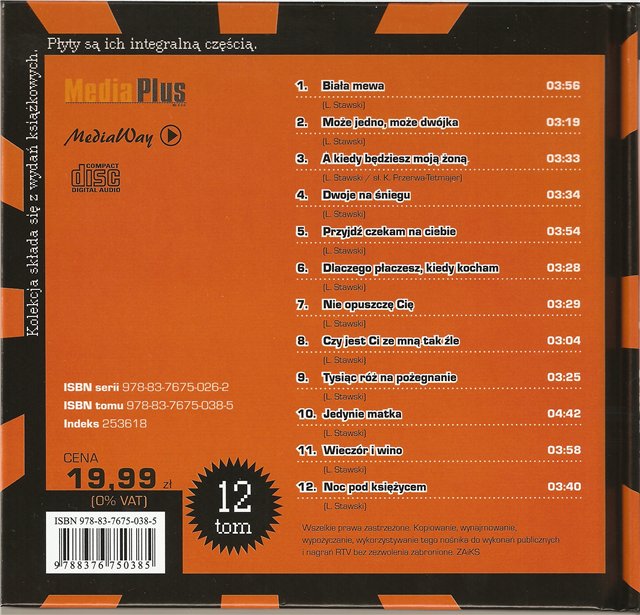 Płyty są ich integralną częścią.
Kolekcja składa się z wydań książkowych.
MediaPlus
MediaWay
COMPACT
disc
DIGITAL AUDIO
1. Biała mewa 03:56
(L. Stawski)
2. Może jedno, może dwójka 03:19
(L. Stawski)
3. A kiedy będziesz moją żoną 03:33
(L. Stawski / sł. K. Przerwa-Tetmajer)
4. Dwoje na śniegu 03:34
(L. Stawski)
5. Przyjdź czekam na ciebie 03:54
(L. Stawski)
6. Dlaczego płaczesz, kiedy kocham 03:28
(L. Stawski)
7. Nie opuszczę Cię 03:29
(L. Stawski)
8. Czy jest Ci ze mną tak źle 03:04
(L. Stawski)
9. Tysiąc róż na pożegnanie 03:25
(L. Stawski)
10. Jedynie matka 04:42
(L. Stawski)
11. Wieczór i wino 03:58
(L. Stawski)
12. Noc pod księżycem 03:40
(L. Stawski)
ISBN serii 978-83-7675-026-2
ISBN tomu 978-83-7675-038-5
Indeks 253618
CENA
19,99 zł
(0% VAT)
12
tom
ISBN 978-83-7675-038-5
9 788376 750385
Wszelkie prawa zastrzeżone. Kopiowanie, wynajmowanie,
wypożyczanie, wykorzystywanie tego nośnika do wykonań publicznych
i nagrań RTV bez zezwolenia zabronione. ZAiKS